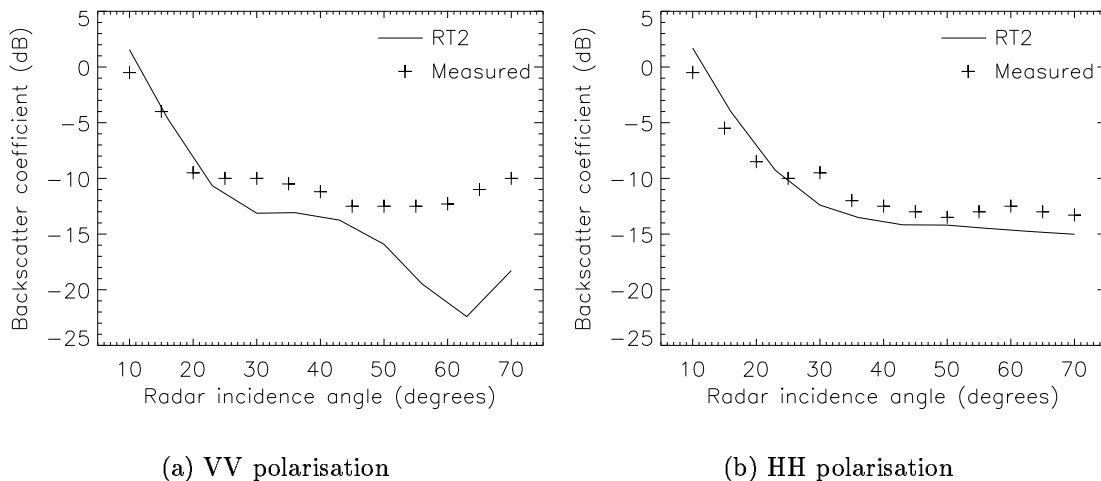 5
0
−5
−10
−15
−20
−25
Backscatter coefficient (dB)
RT2
Measured
10 20 30 40 50 60 70
Radar incidence angle (degrees)
(a) VV polarisation
5
0
−5
−10
−15
−20
−25
Backscatter coefficient (dB)
RT2
Measured
10 20 30 40 50 60 70
Radar incidence angle (degrees)
(b) HH polarisation